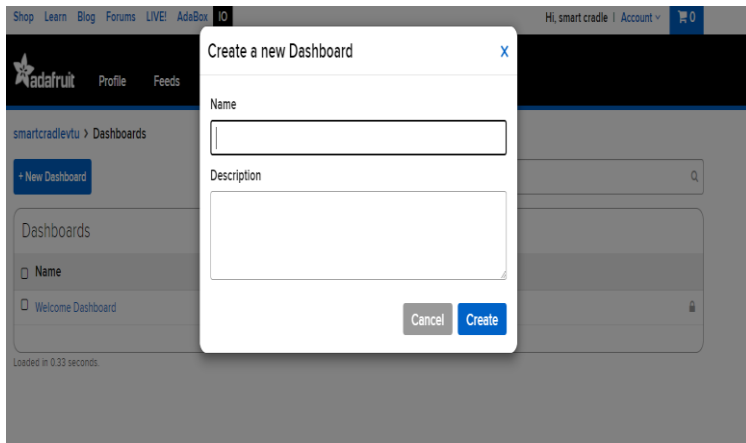 Shop Learn Blog Forums LIVE! AdaBox IO Hi, smart cradle | Account 0
adafruit Profile Feeds
smartcradlevtu > Dashboards
+ New Dashboard
Dashboards
Name
Welcome Dashboard
Loaded in 0.33 seconds.
Create a new Dashboard X
Name
Description
Cancel Create